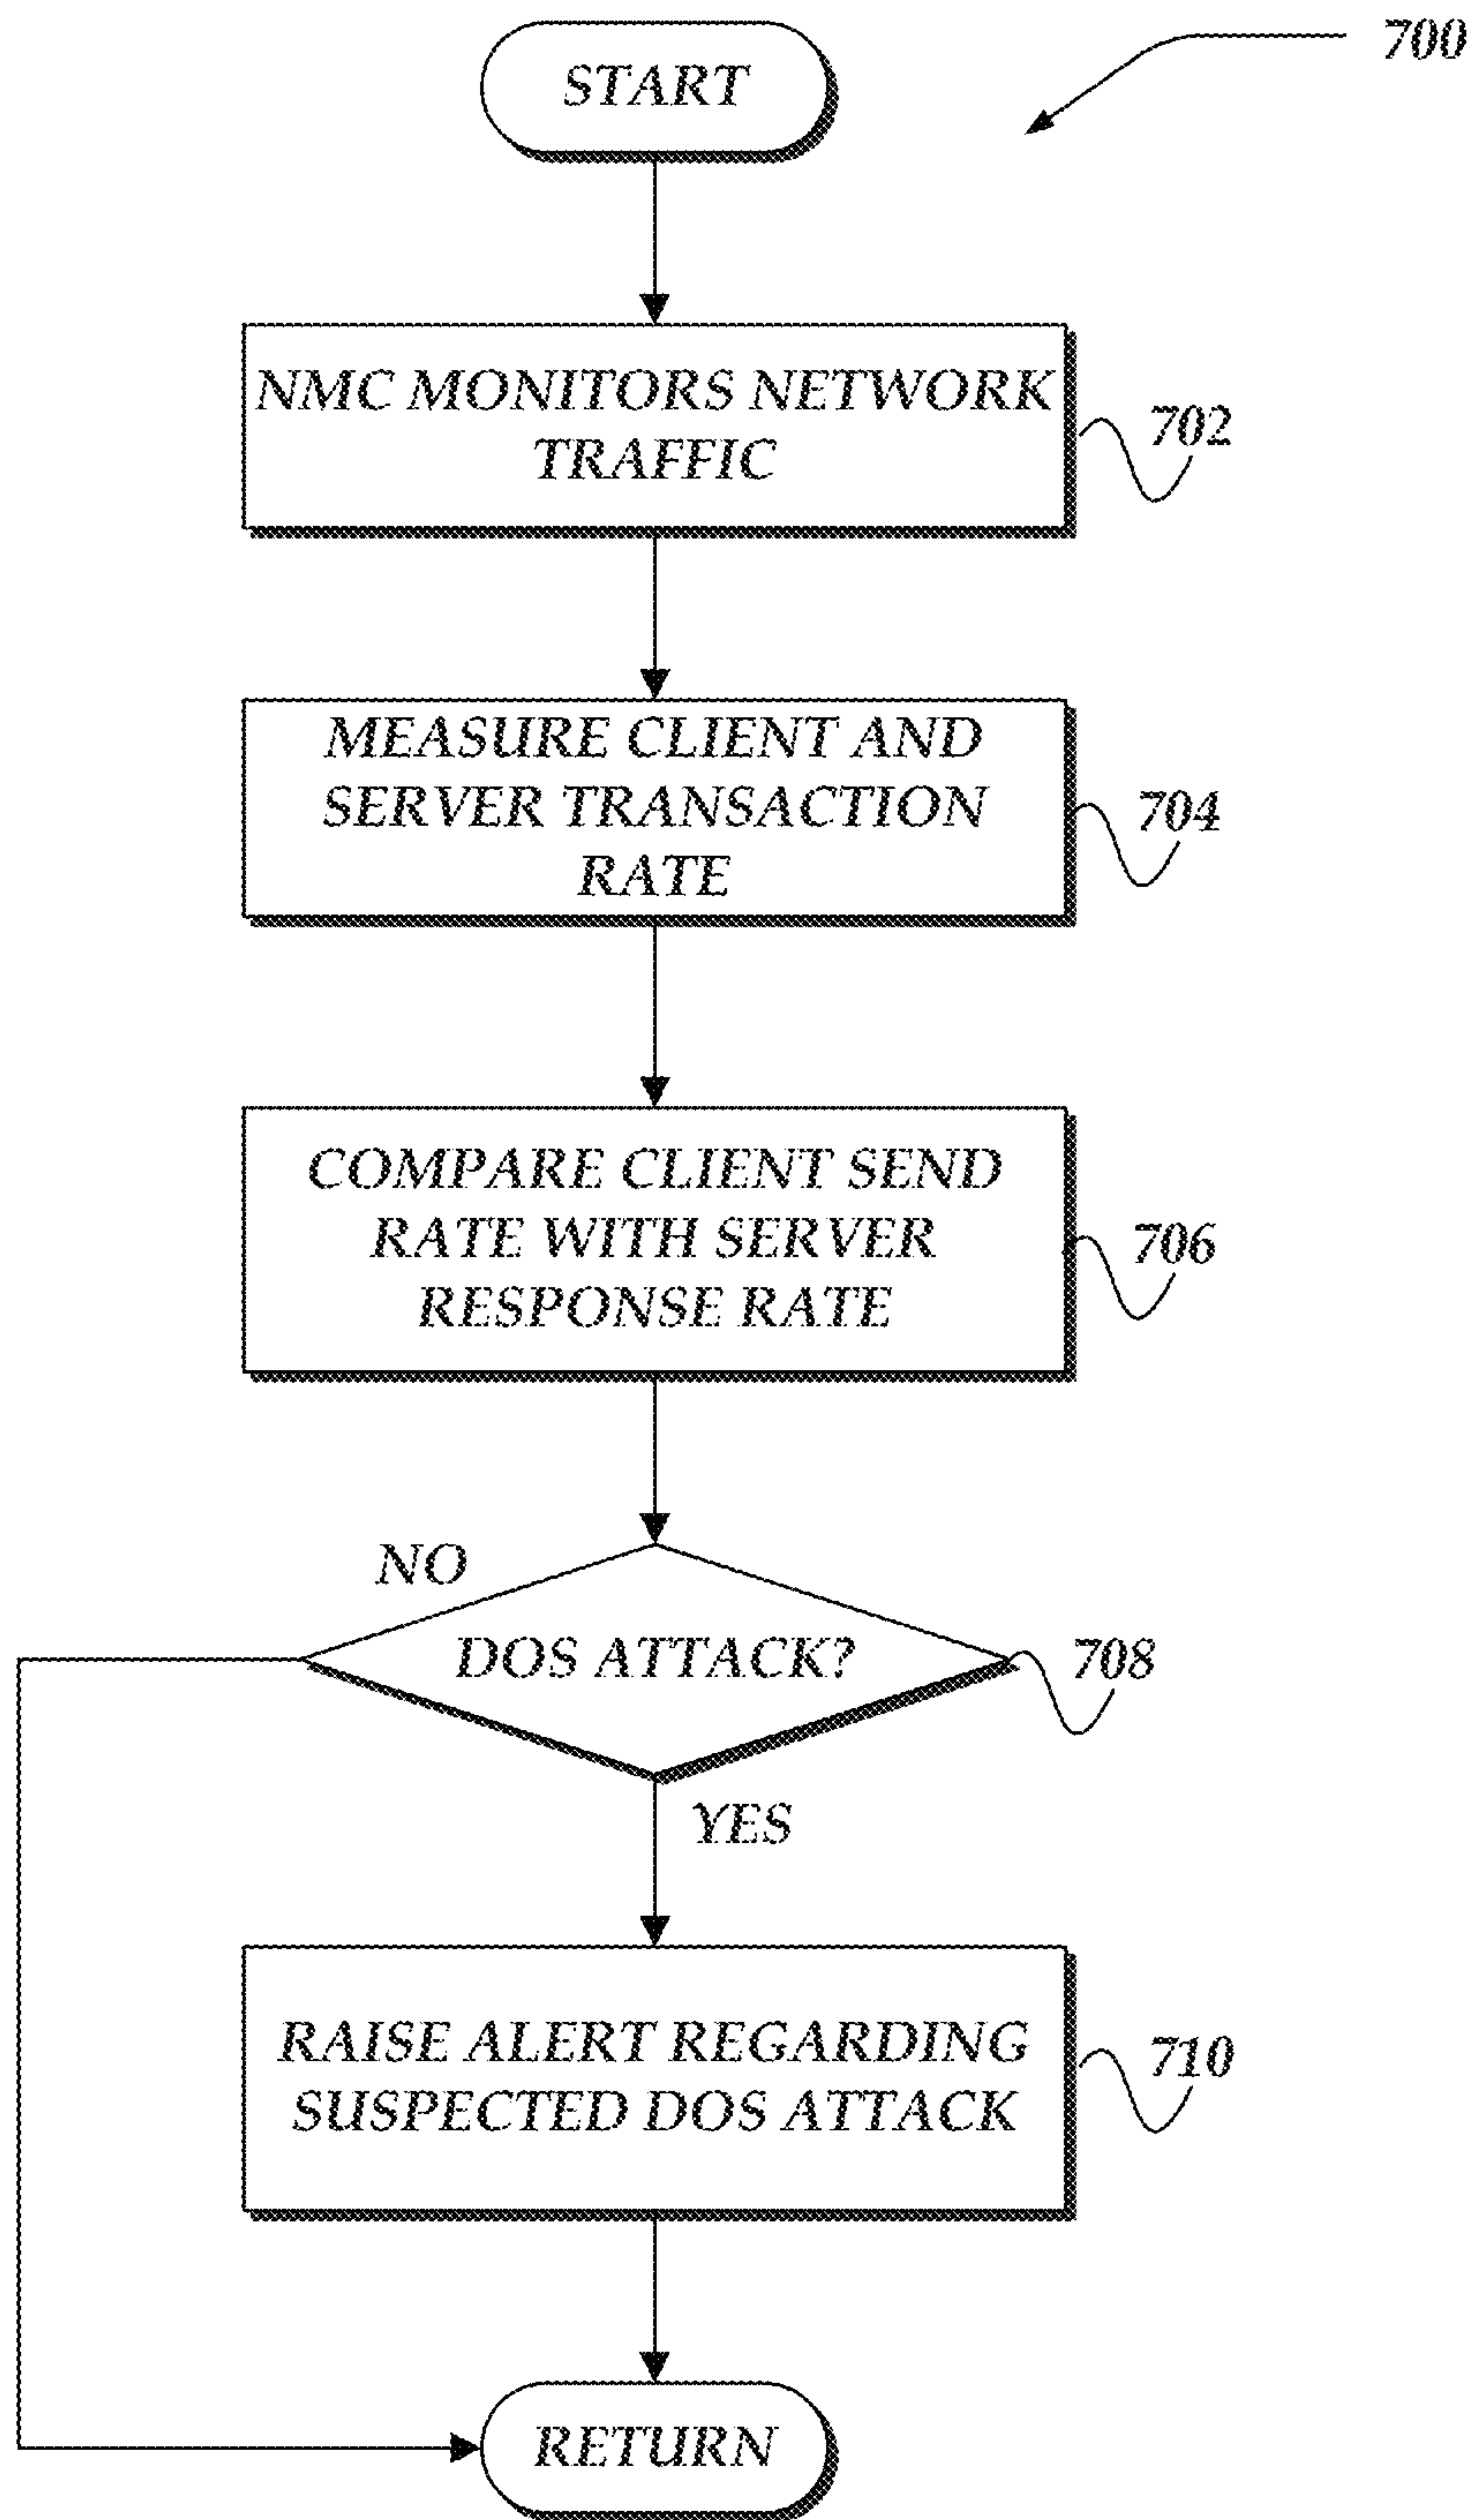 START
700
NMC MONITORS NETWORK
TRAFFIC
702
MEASURE CLIENT AND
SERVER TRANSACTION
RATE
704
COMPARE CLIENT SEND
RATE WITH SERVER
RESPONSE RATE
706
NO
DOS ATTACK?
708
YES
RAISE ALERT REGARDING
SUSPECTED DOS ATTACK
710
RETURN